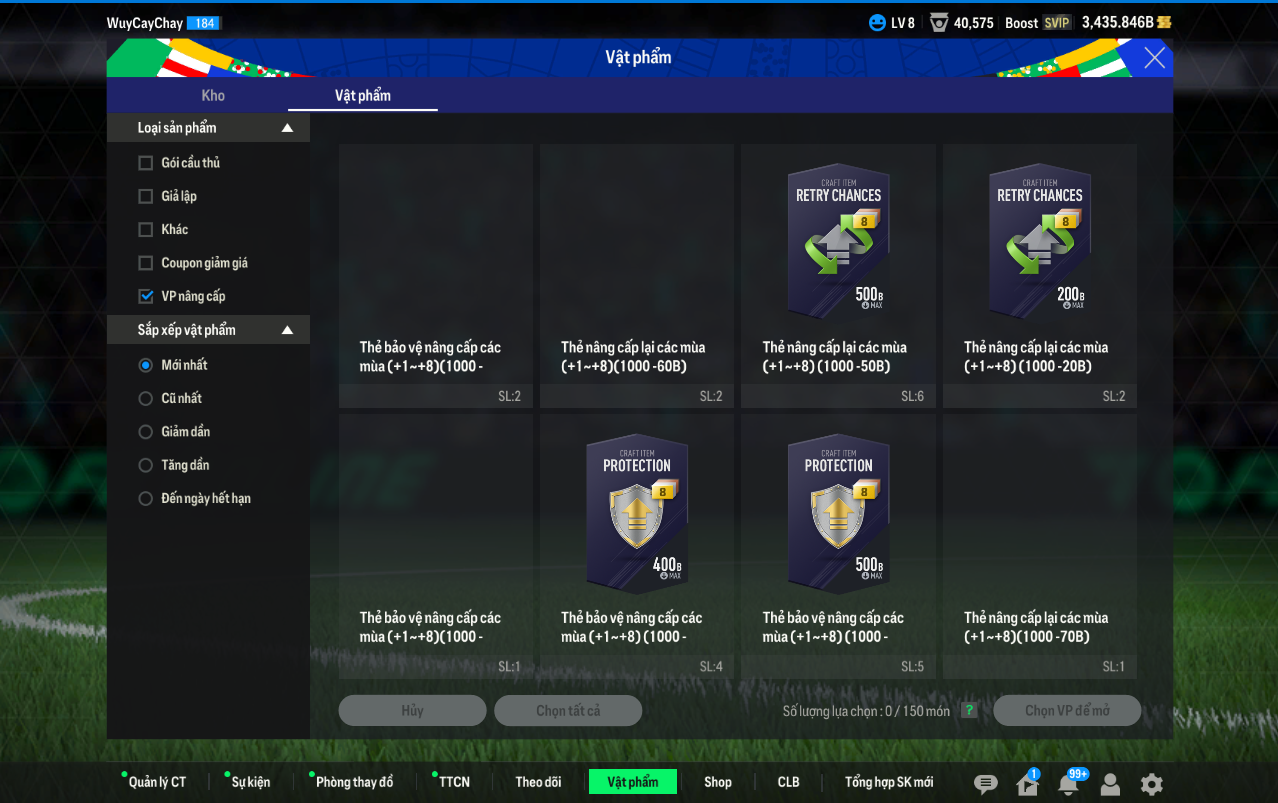 WuyCayChay 184
LV 8 40,575 Boost SVIP 3,435.846B
Vật phẩm
Kho Vật phẩm
Loại sản phẩm
Gói cầu thủ
Giả lập
Khác
Coupon giảm giá
VP nâng cấp
Sắp xếp vật phẩm
Mới nhất
Cũ nhất
Giảm dần
Tăng dần
Đến ngày hết hạn
Thẻ bảo vệ nâng cấp các
mùa (+1~+8)(1000 -
SL:2
Thẻ nâng cấp lại các mùa
(+1~+8)(1000 -60B)
SL:2
CRAFT ITEM
RETRY CHANCES
8
500B
MAX
Thẻ nâng cấp lại các mùa
(+1~+8) (1000 -50B)
SL:6
CRAFT ITEM
RETRY CHANCES
8
200B
MAX
Thẻ nâng cấp lại các mùa
(+1~+8) (1000 -20B)
SL:2
Thẻ bảo vệ nâng cấp các
mùa (+1~+8)(1000 -
SL:1
CRAFT ITEM
PROTECTION
8
400B
MAX
Thẻ bảo vệ nâng cấp các
mùa (+1~+8) (1000 -
SL:4
CRAFT ITEM
PROTECTION
8
500B
MAX
Thẻ bảo vệ nâng cấp các
mùa (+1~+8) (1000 -
SL:5
Thẻ nâng cấp lại các mùa
(+1~+8)(1000 -70B)
SL:1
Hủy Chọn tất cả Số lượng lựa chọn : 0 / 150 món ? Chọn VP để mở
Quản lý CT Sự kiện Phòng thay đồ TTCN Theo dõi Vật phẩm Shop CLB Tổng hợp SK mới 1 99+